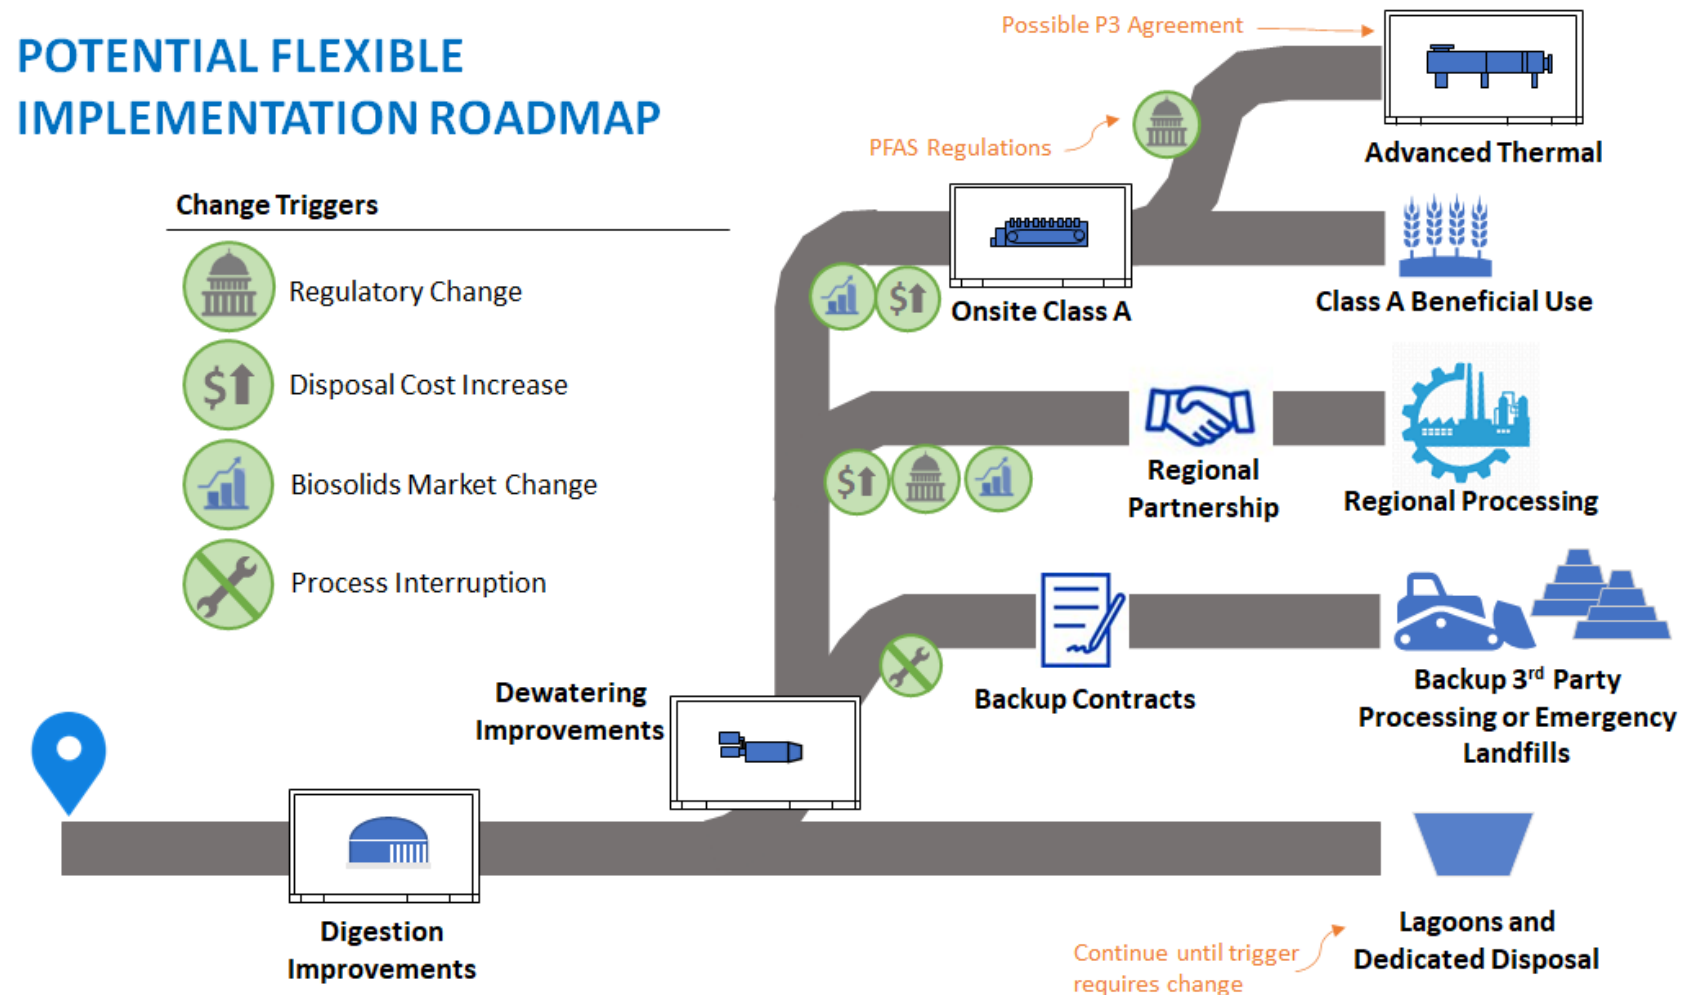 POTENTIAL FLEXIBLE
IMPLEMENTATION ROADMAP
Possible P3 Agreement
PFAS Regulations
Advanced Thermal
Change Triggers
Regulatory Change
Disposal Cost Increase
Biosolids Market Change
Process Interruption
$
$
Onsite Class A
Class A Beneficial Use
$
Regional
Partnership
Regional Processing
Backup Contracts
Backup 3rd Party
Processing or Emergency
Landfills
Dewatering
Improvements
Digestion
Improvements
Lagoons and
Dedicated Disposal
Continue until trigger
requires change